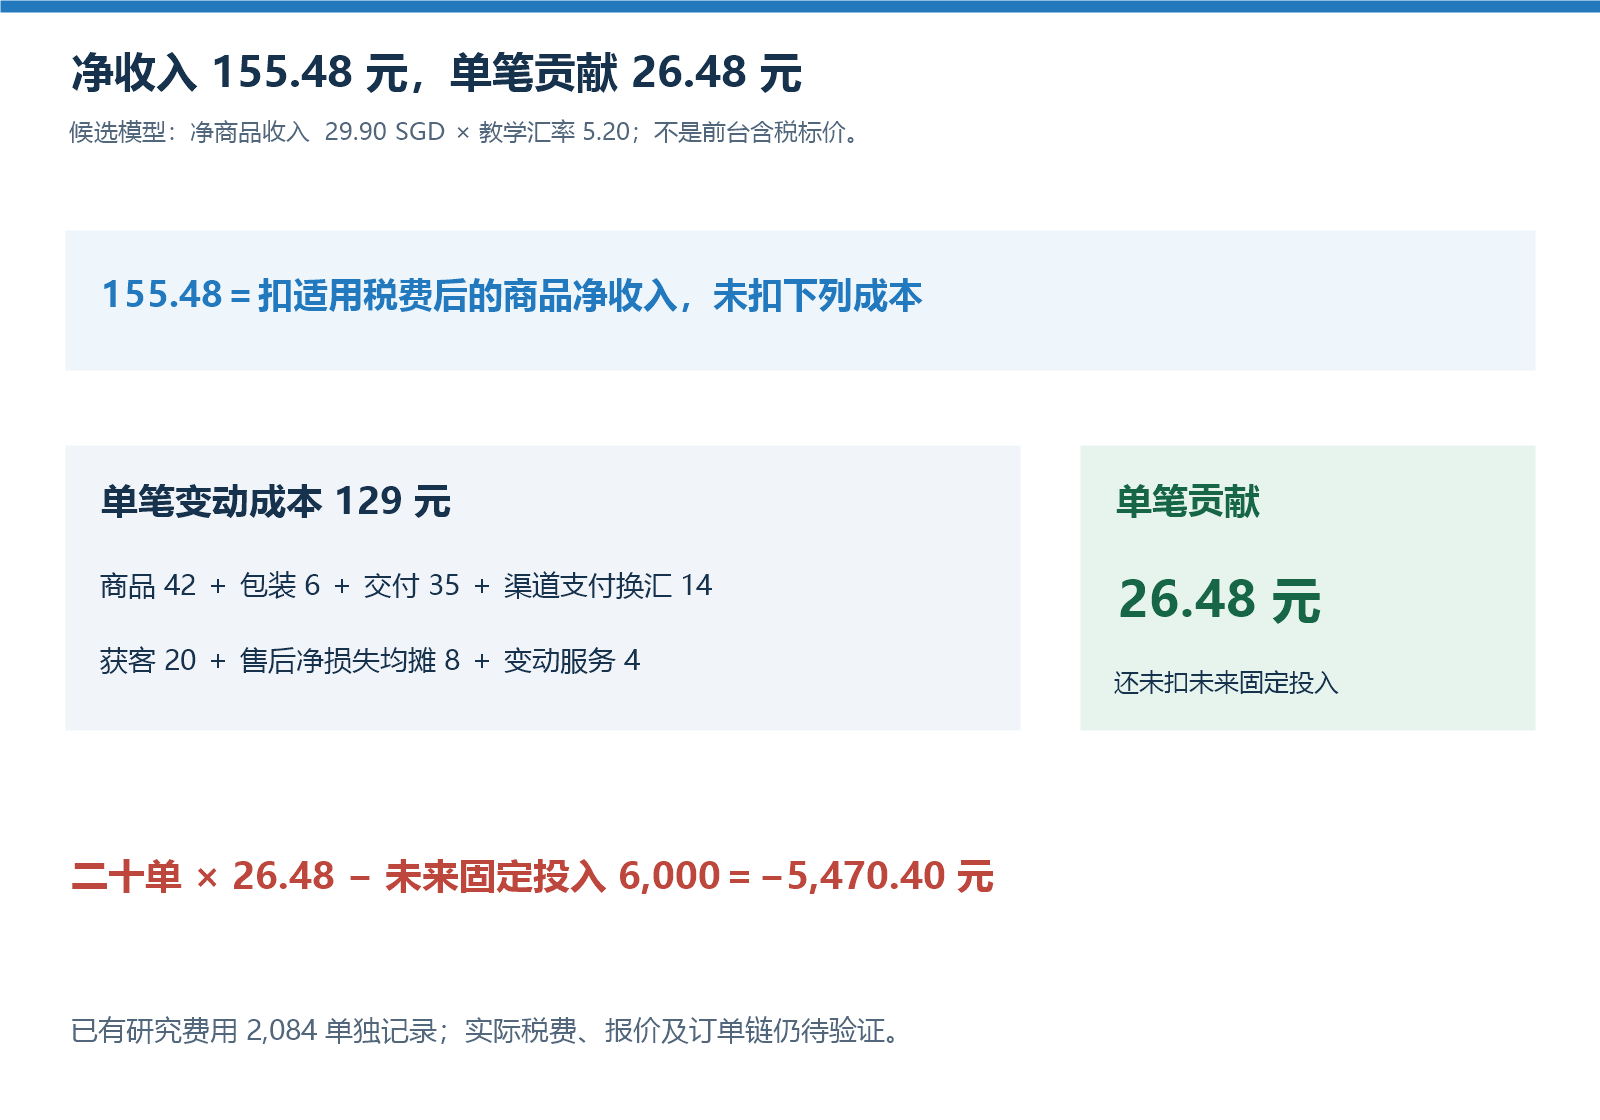 净收入 155.48 元，单笔贡献 26.48 元
候选模型：净商品收入 29.90 SGD × 教学汇率 5.20；不是前台含税标价。
155.48 = 扣适用税费后的商品净收入，未扣下列成本
单笔变动成本 129 元
商品 42 + 包装 6 + 交付 35 + 渠道支付换汇 14
获客 20 + 售后净损失均摊 8 + 变动服务 4
单笔贡献
26.48 元
还未扣未来固定投入
二十单 × 26.48 − 未来固定投入 6,000 = −5,470.40 元
已有研究费用 2,084 单独记录；实际税费、报价及订单链仍待验证。